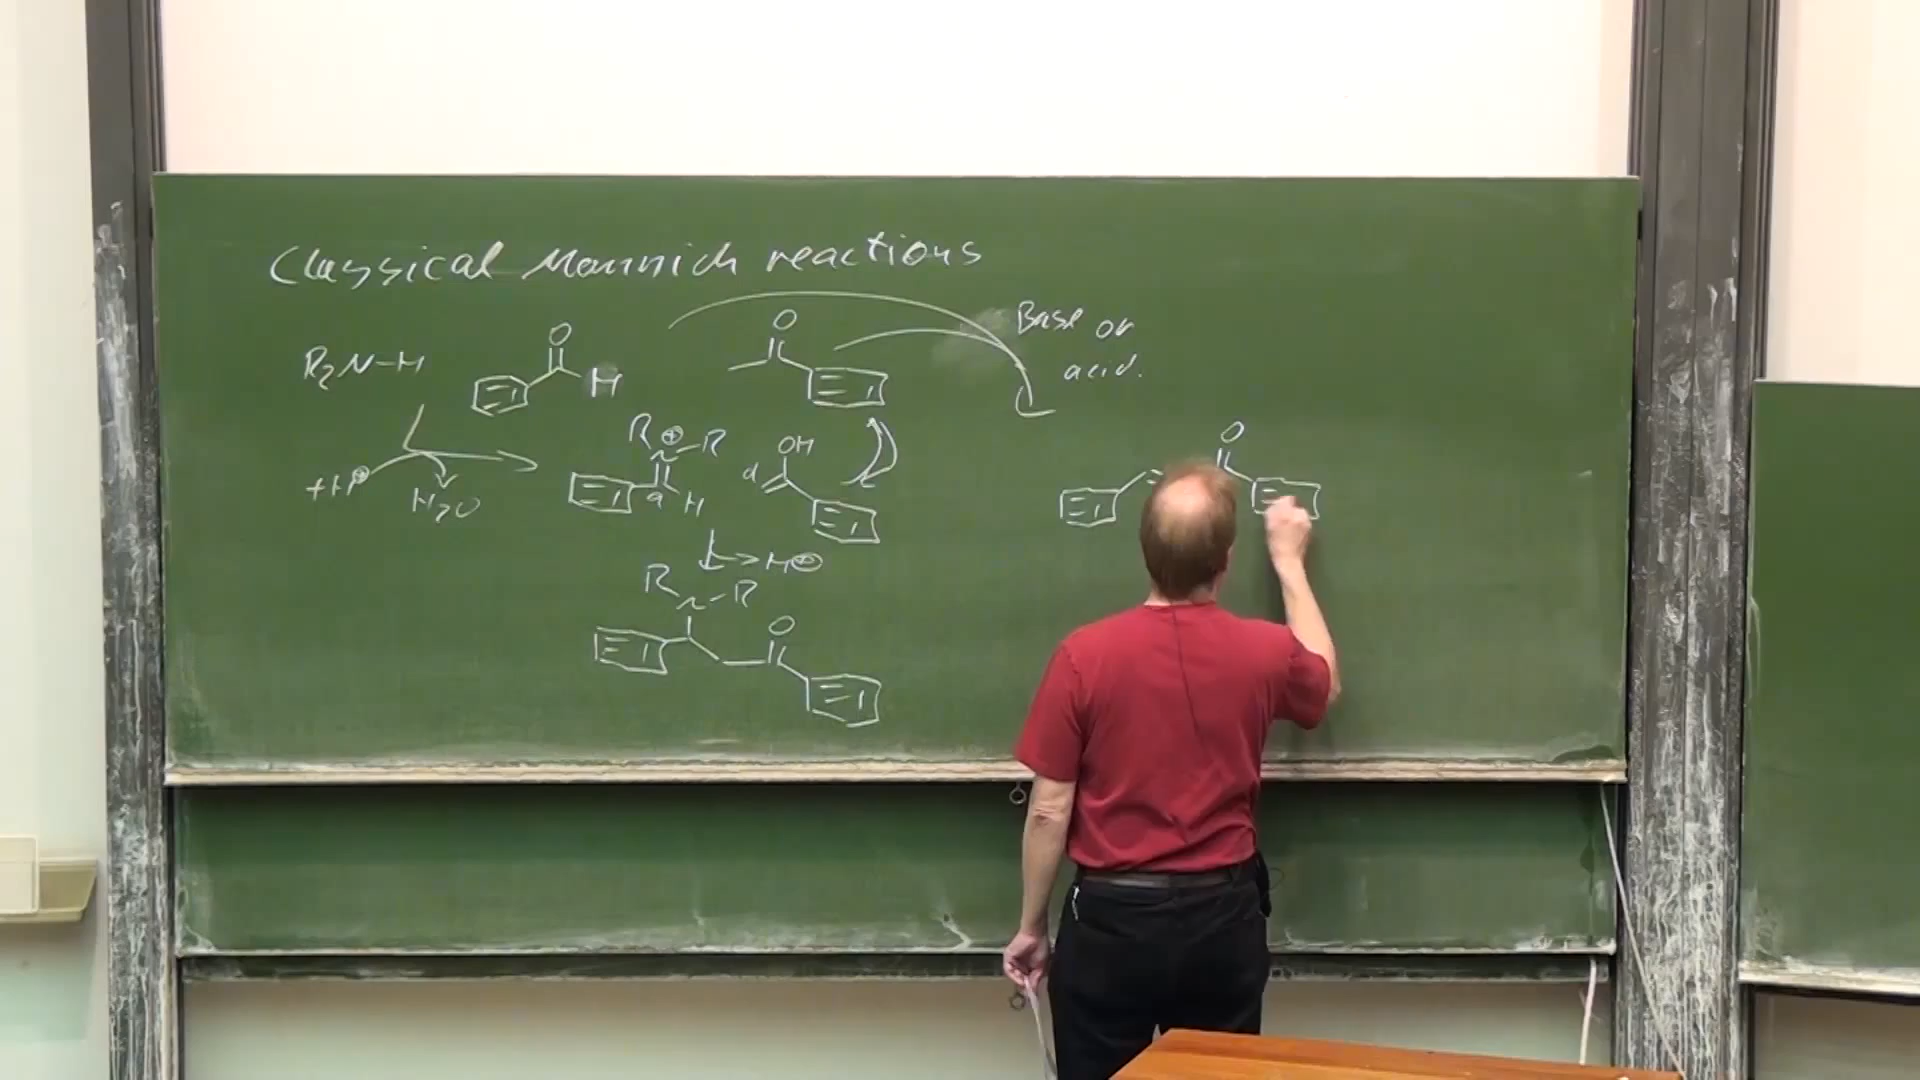 Classical Mannich reactions
Base or
acid.
O
O
R₂N-H
H
R ⊕ R
OH
d
+H⊕
H₂O
a
H
O
H⊕
R
N-R
O